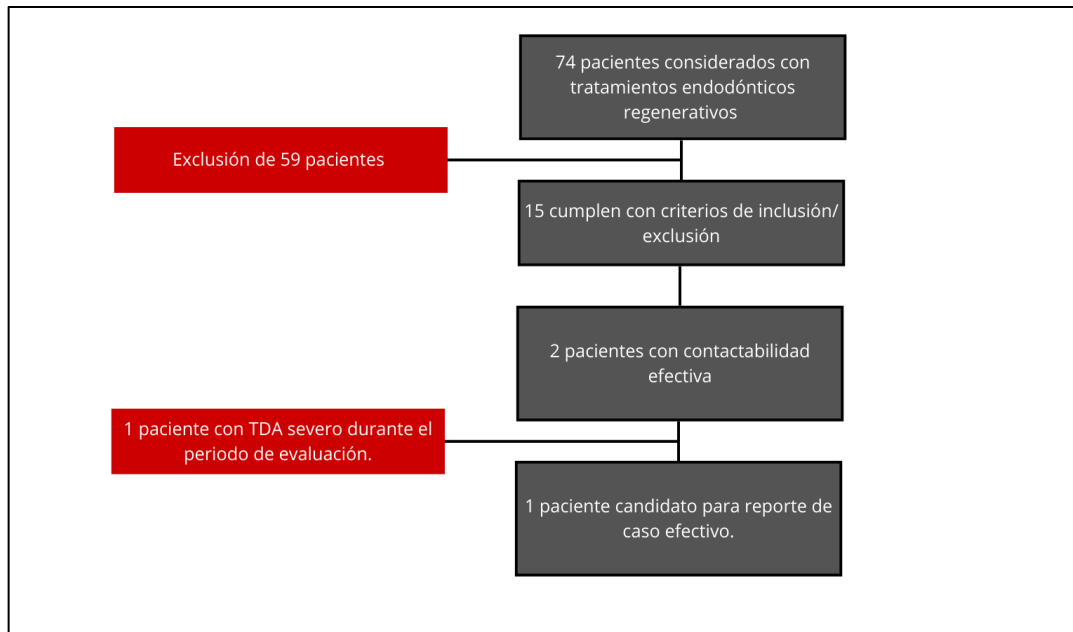 74 pacientes considerados con
tratamientos endodónticos
regenerativos
Exclusión de 59 pacientes
15 cumplen con criterios de inclusión/
exclusión
2 pacientes con contactabilidad
efectiva
1 paciente con TDA severo durante el
periodo de evaluación.
1 paciente candidato para reporte de
caso efectivo.